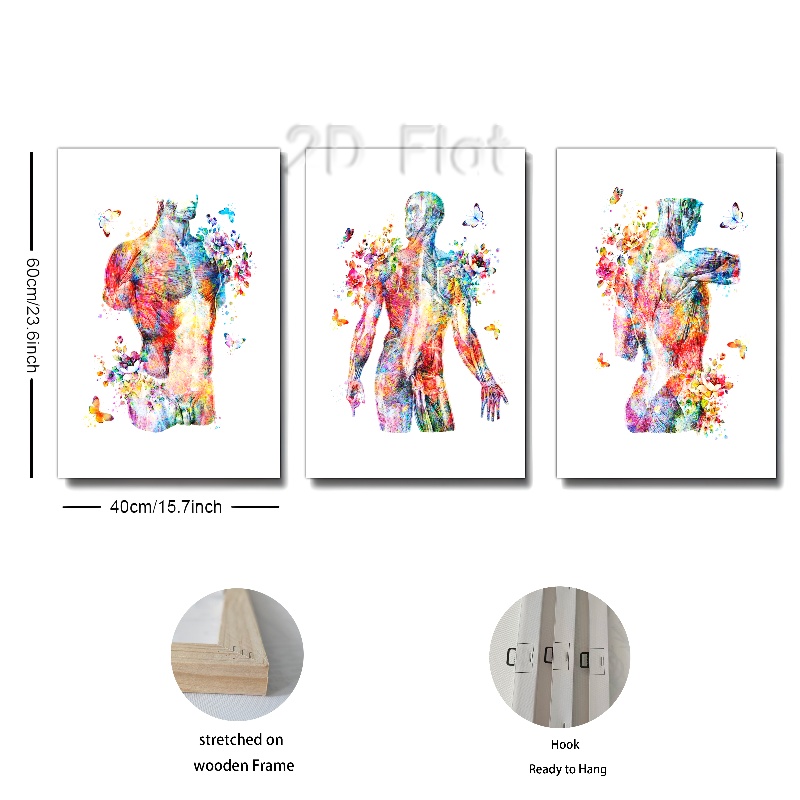 2D Flat
60cm/23.6inch
40cm/15.7inch
stretched on
wooden Frame
Hook
Ready to Hang